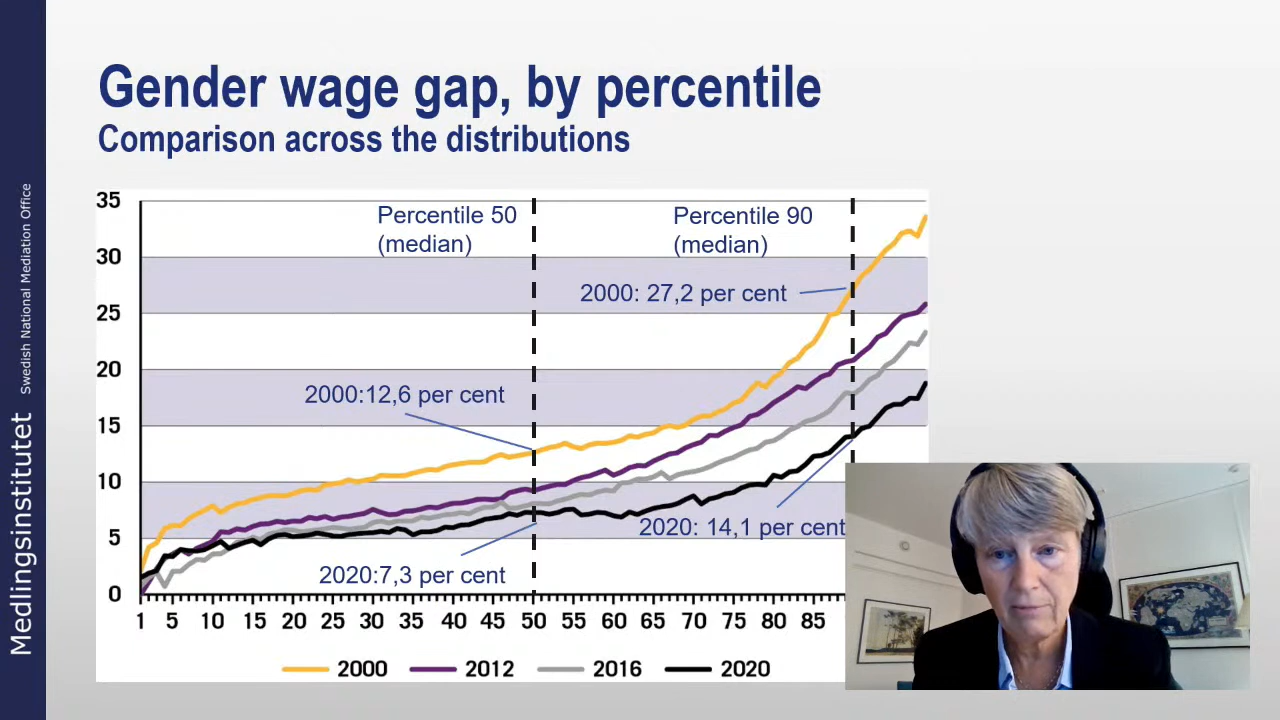 Gender wage gap, by percentile
Comparison across the distributions
Medlingsinstitutet Swedish National Mediation Office
35
30
25
20
15
10
5
0
Percentile 50
(median)
Percentile 90
(median)
2000: 27,2 per cent
2000:12,6 per cent
2020: 14,1 per cent
2020:7,3 per cent
1 5 10 15 20 25 30 35 40 45 50 55 60 65 70 75 80 85
2000 2012 2016 2020